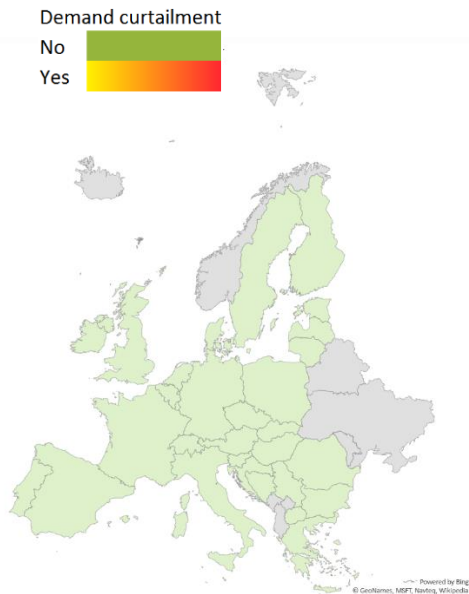 Demand curtailment
No
Yes
Powered by Bing
© GeoNames, MSFT, Navteq, Wikipedia